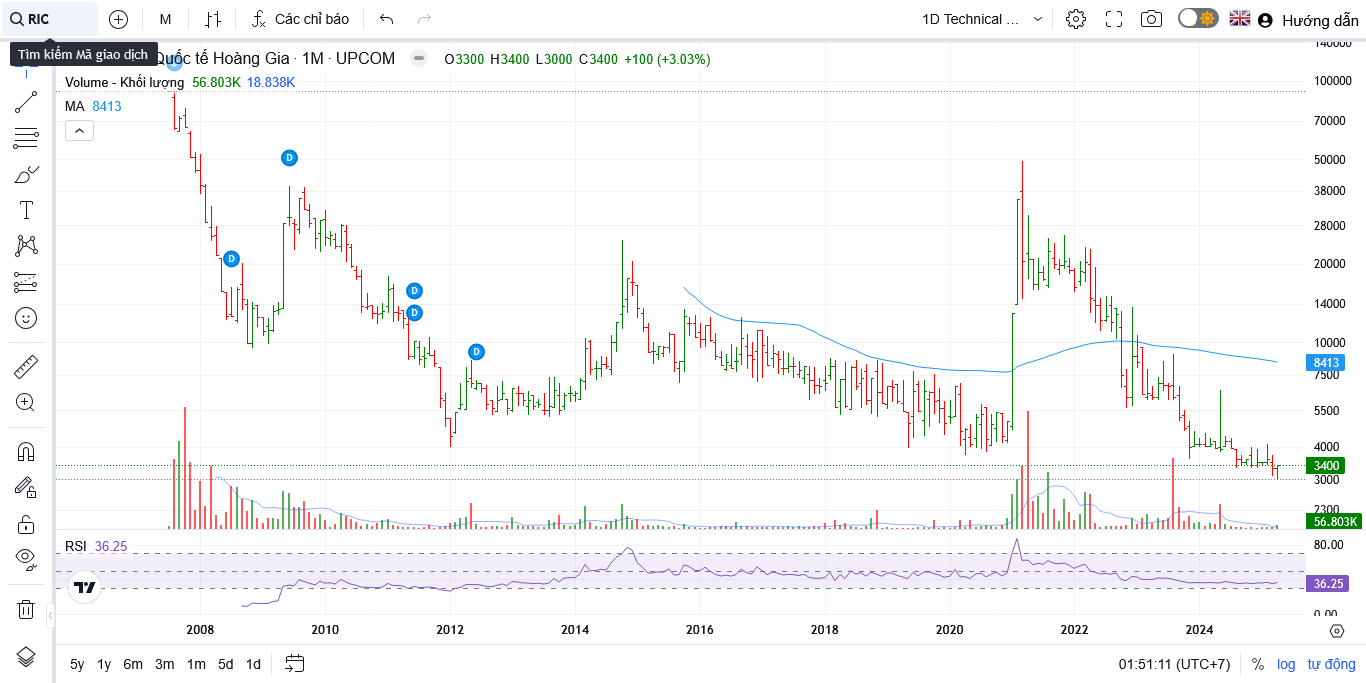 RIC
M
Các chỉ báo
1D Technical ...
Hướng dẫn
Tìm kiếm Mã giao dịch
Quốc tế Hoàng Gia · 1M · UPCOM
O3300 H3400 L3000 C3400 +100 (+3.03%)
Volume - Khối lượng 56.803K 18.838K
MA 8413
D
D
D
D
D
140000
100000
70000
50000
38000
28000
20000
14000
10000
8413
7500
5500
4000
3400
3000
2300
56.803K
RSI 36.25
80.00
36.25
0.00
2008 2010 2012 2014 2016 2018 2020 2022 2024
5y 1y 6m 3m 1m 5d 1d
01:51:11 (UTC+7) % log tự động